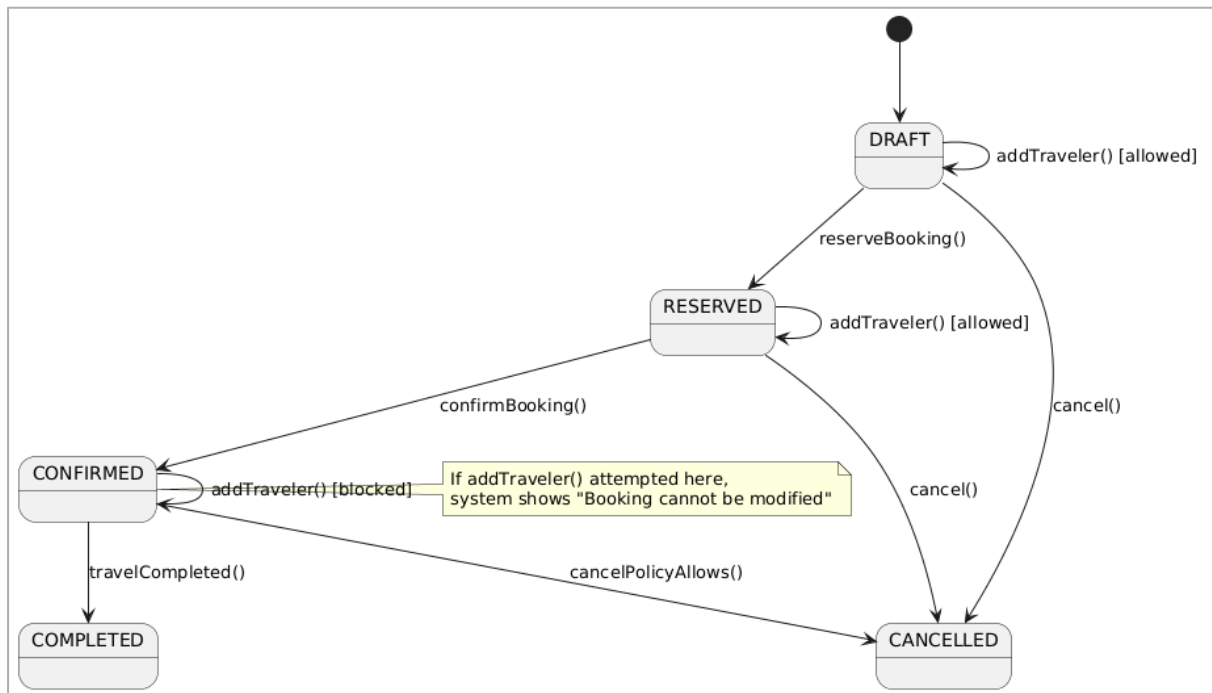 DRAFT
addTraveler() [allowed]
reserveBooking()
RESERVED
addTraveler() [allowed]
confirmBooking()
cancel()
CONFIRMED
addTraveler() [blocked]
If addTraveler() attempted here,
system shows "Booking cannot be modified"
cancel()
travelCompleted()
cancelPolicyAllows()
COMPLETED
CANCELLED